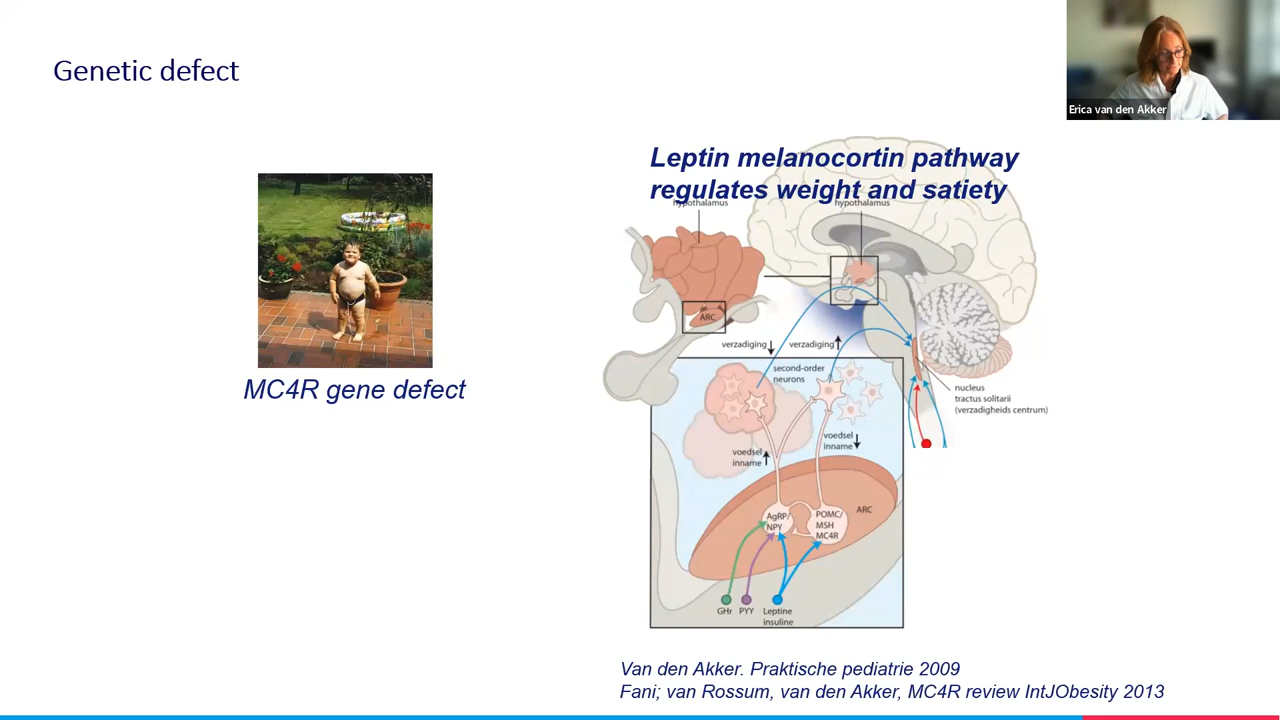 Genetic defect
Erica van den Akker
Leptin melanocortin pathway
regulates weight and satiety
hypothalamus
hypothalamus
ARC
verzadiging
verzadiging
second-order
neurons
nucleus
tractus solitarii
(verzadigheids centrum)
MC4R gene defect
voedsel
inname
voedsel
inname
AgRP/
NPY
POMC/
MSH
MC4R
ARC
GHr
PYY
Leptine
insuline
Van den Akker. Praktische pediatrie 2009
Fani; van Rossum, van den Akker, MC4R review IntJObesity 2013